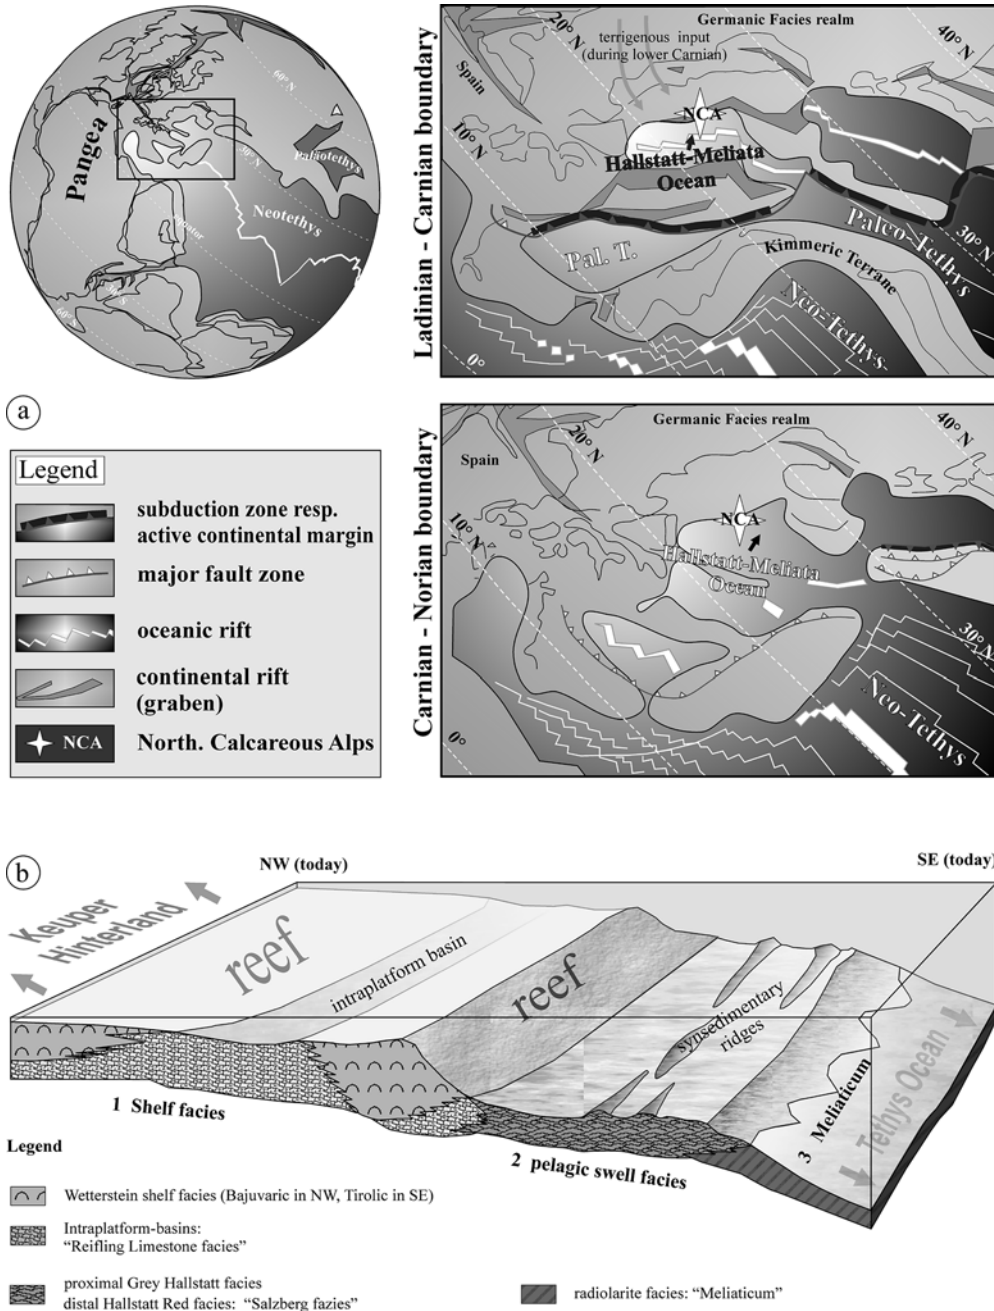 Pangea
60° N
30° N
Paläotethys
Neotethys
Equator
30° S
60° S
a
Ladinian - Carnian boundary
20° N
Germanic Facies realm
40° N
terrigenous input
(during lower Carnian)
Spain
10° N
NCA
Hallstatt-Meliata
Ocean
Pal. T.
Paleo-Tethys
30° N
Kimmeric Terrane
Neo-Tethys
0°
Legend
subduction zone resp.
active continental margin
major fault zone
oceanic rift
continental rift
(graben)
NCA
North. Calcareous Alps
Carnian - Norian boundary
Germanic Facies realm
20° N
40° N
Spain
10° N
NCA
Hallstatt-Meliata
Ocean
30° N
Neo-Tethys
0°
b
NW (today)
SE (today)
Keuper
Hinterland
reef
intraplatform basin
reef
synsedimentary
ridges
Tethys Ocean
1 Shelf facies
2 pelagic swell facies
3 Meliaticum
Legend
Wetterstein shelf facies (Bajuvaric in NW, Tirolic in SE)
Intraplatform-basins:
“Reifling Limestone facies”
proximal Grey Hallstatt facies
distal Hallstatt Red facies: “Salzberg fazies”
radiolarite facies: “Meliaticum”